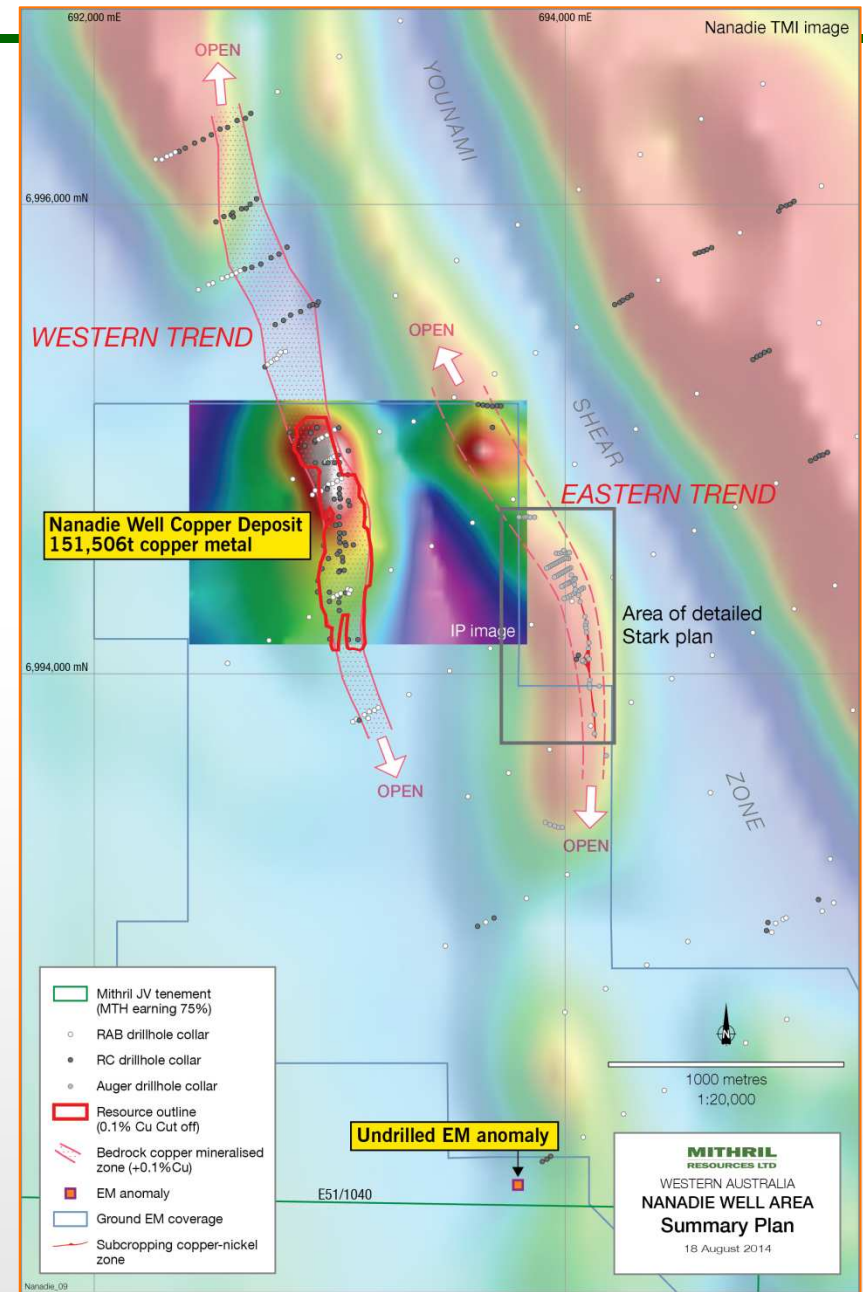 692,000 mE
694,000 mE
Nanadie TMI image
OPEN
YOUNAMI
6,996,000 mN
WESTERN TREND
OPEN
SHEAR
EASTERN TREND
Nanadie Well Copper Deposit
151,506t copper metal
Area of detailed
Stark plan
IP image
6,994,000 mN
OPEN
ZONE
OPEN
Mithril JV tenement
(MTH earning 75%)
RAB drillhole collar
RC drillhole collar
Auger drillhole collar
Resource outline
(0.1% Cu Cut off)
Bedrock copper mineralised
zone (+0.1%Cu)
EM anomaly
Ground EM coverage
Subcropping copper-nickel
zone
N
1000 metres
1:20,000
Undrilled EM anomaly
E51/1040
MITHRIL
RESOURCES LTD
WESTERN AUSTRALIA
NANADIE WELL AREA
Summary Plan
18 August 2014
Nanadie_09